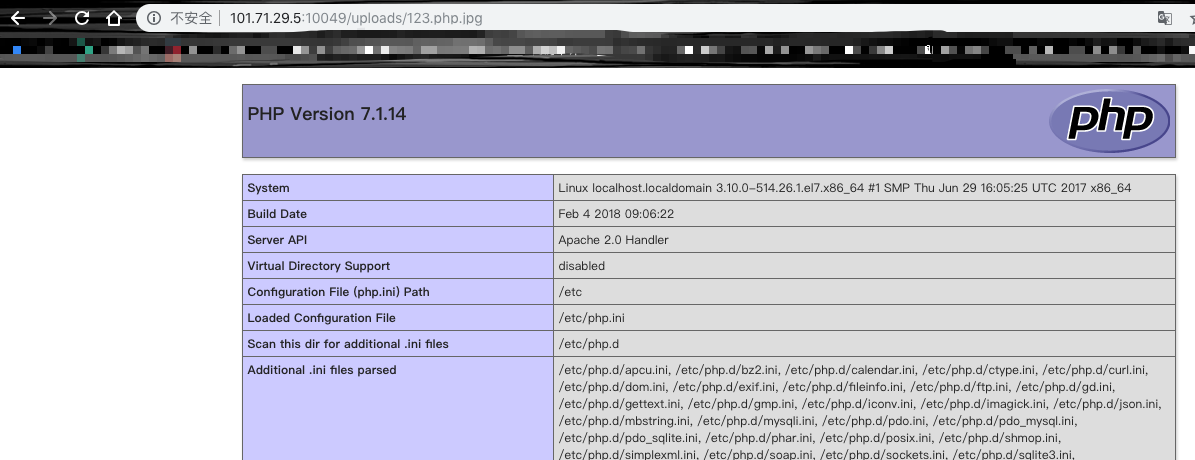 不安全 101.71.29.5:10049/uploads/123.php.jpg
PHP Version 7.1.14
php
System Linux localhost.localdomain 3.10.0-514.26.1.el7.x86_64 #1 SMP Thu Jun 29 16:05:25 UTC 2017 x86_64
Build Date Feb 4 2018 09:06:22
Server API Apache 2.0 Handler
Virtual Directory Support disabled
Configuration File (php.ini) Path /etc
Loaded Configuration File /etc/php.ini
Scan this dir for additional .ini files /etc/php.d
Additional .ini files parsed /etc/php.d/apcu.ini, /etc/php.d/bz2.ini, /etc/php.d/calendar.ini, /etc/php.d/ctype.ini, /etc/php.d/curl.ini,
/etc/php.d/dom.ini, /etc/php.d/exif.ini, /etc/php.d/fileinfo.ini, /etc/php.d/ftp.ini, /etc/php.d/gd.ini,
/etc/php.d/gettext.ini, /etc/php.d/gmp.ini, /etc/php.d/iconv.ini, /etc/php.d/imagick.ini, /etc/php.d/json.ini,
/etc/php.d/mbstring.ini, /etc/php.d/mysqli.ini, /etc/php.d/pdo.ini, /etc/php.d/pdo_mysql.ini,
/etc/php.d/pdo_sqlite.ini, /etc/php.d/phar.ini, /etc/php.d/posix.ini, /etc/php.d/shmop.ini,
/etc/php.d/simplexml.ini, /etc/php.d/soap.ini, /etc/php.d/sockets.ini, /etc/php.d/sqlite3.ini,